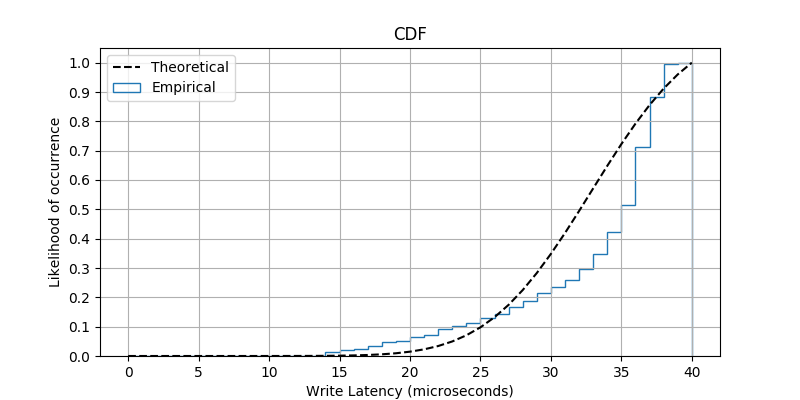 CDF
Theoretical
Empirical
Likelihood of occurrence
1.0
0.9
0.8
0.7
0.6
0.5
0.4
0.3
0.2
0.1
0.0
0 5 10 15 20 25 30 35 40
Write Latency (microseconds)